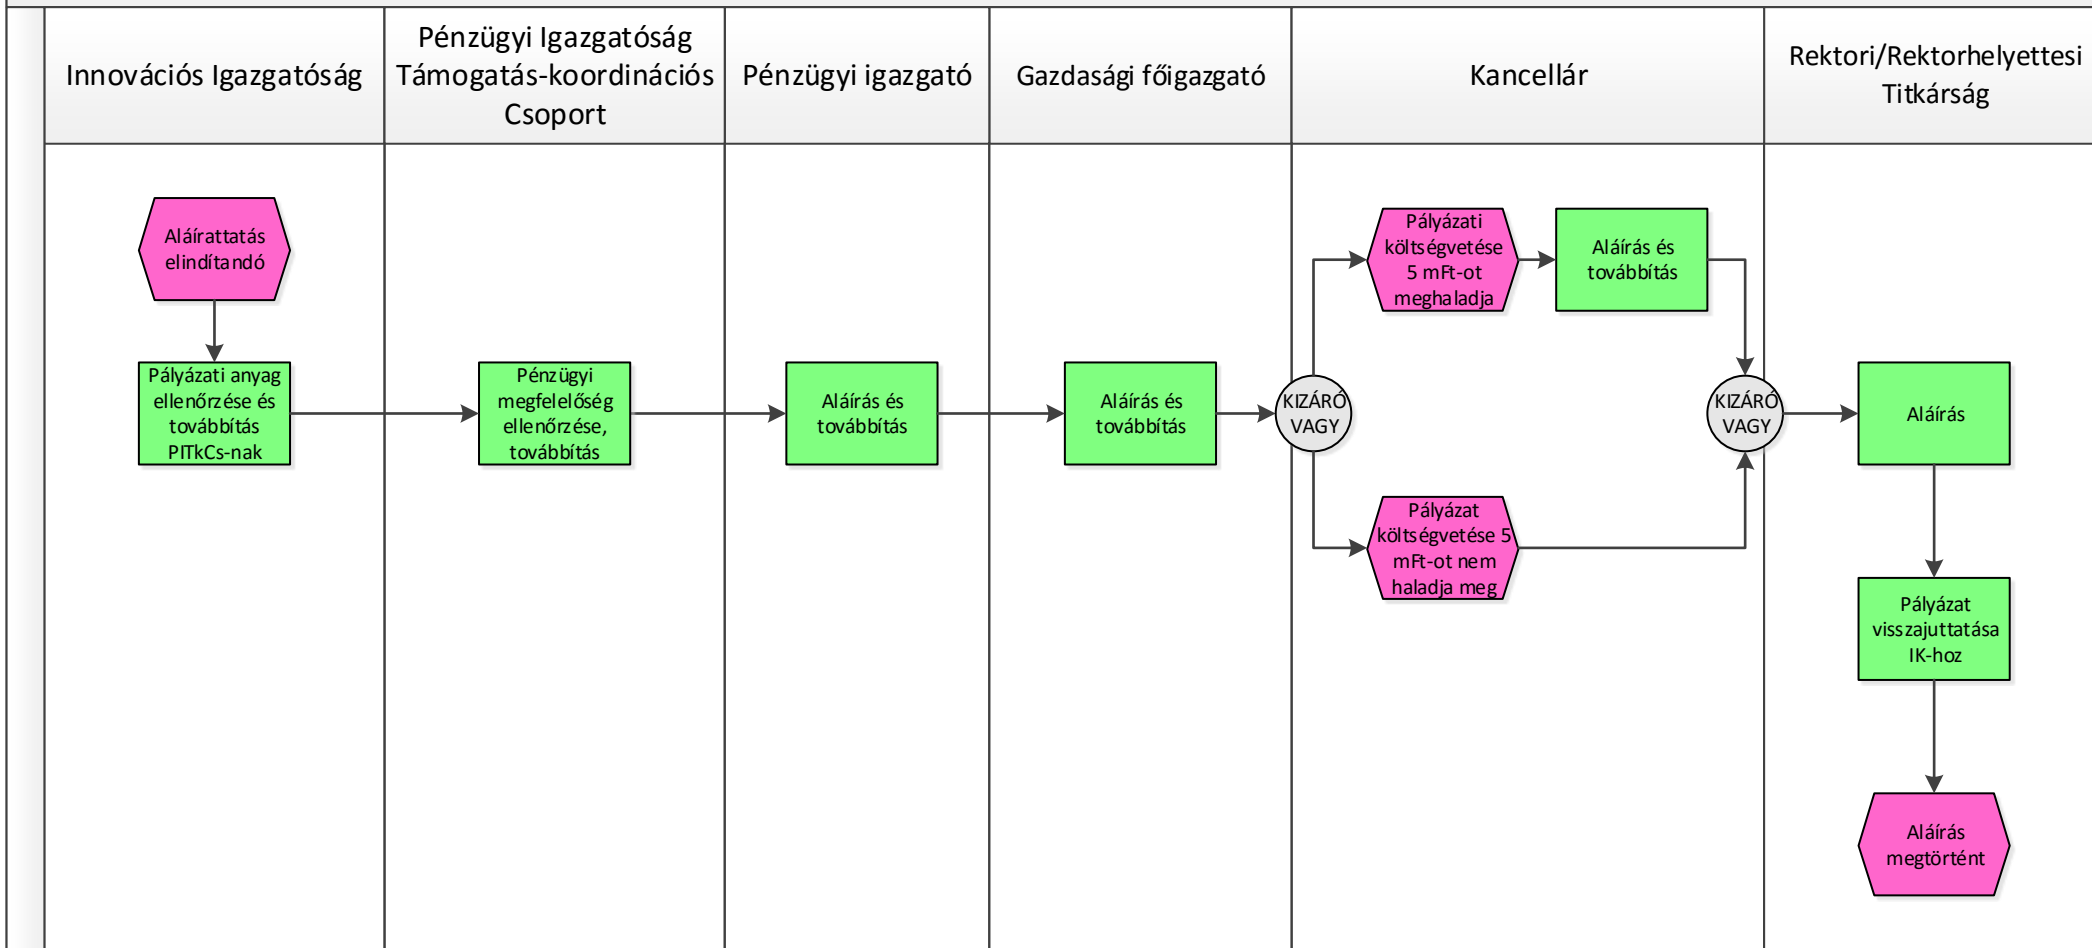 Innovációs Igazgatóság
Pénzügyi Igazgatóság
Támogatás-koordinációs
Csoport
Pénzügyi igazgató
Gazdasági főigazgató
Kancellár
Rektori/Rektorhelyettesi
Titkárság
Aláírattatás
elindítandó
Pályázati anyag
ellenőrzése és
továbbítás
PITkCs-nak
Pénzügyi
megfelelőség
ellenőrzése,
továbbítás
Aláírás és
továbbítás
Aláírás és
továbbítás
KIZÁRÓ
VAGY
Pályázati
költségvetése
5 mFt-ot
meghaladja
Aláírás és
továbbítás
Pályázat
költségvetése 5
mFt-ot nem
haladja meg
KIZÁRÓ
VAGY
Aláírás
Pályázat
visszajuttatása
IK-hoz
Aláírás
megtörtént